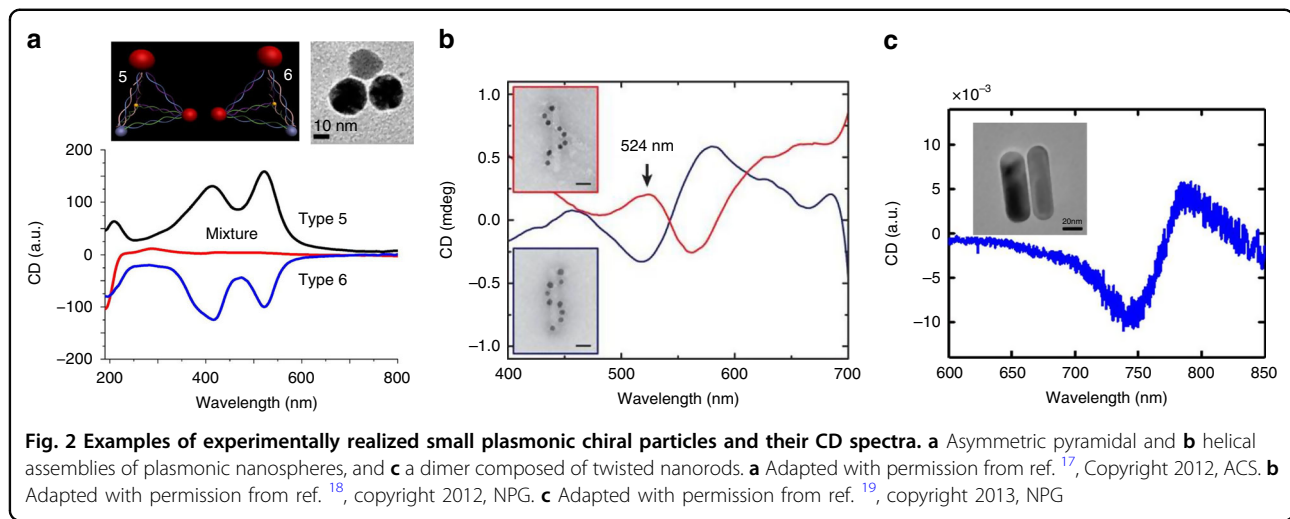 a
5
6
10 nm
200
100
0
−100
−200
CD (a.u.)
Mixture
Type 5
Type 6
200
400
600
800
Wavelength (nm)
b
1.0
0.5
0.0
−0.5
−1.0
CD (mdeg)
524 nm
400
500
600
700
Wavelength (nm)
c
×10⁻³
10
5
0
−5
−10
CD (a.u.)
20nm
600
650
700
750
800
850
Wavelength (nm)
Fig. 2 Examples of experimentally realized small plasmonic chiral particles and their CD spectra. a Asymmetric pyramidal and b helical
assemblies of plasmonic nanospheres, and c a dimer composed of twisted nanorods. a Adapted with permission from ref. 17, Copyright 2012, ACS. b
Adapted with permission from ref. 18, copyright 2012, NPG. c Adapted with permission from ref. 19, copyright 2013, NPG